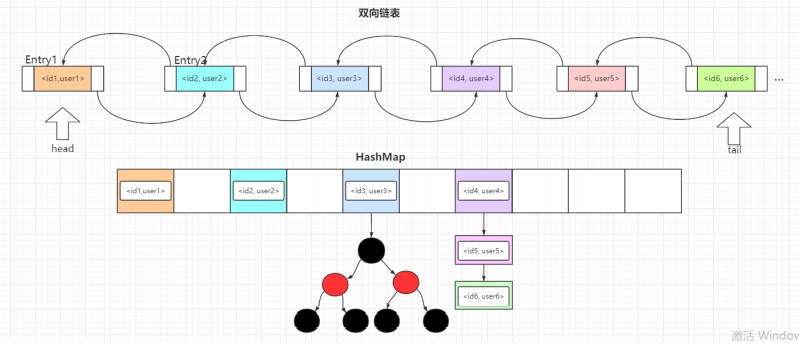 双向链表
Entry1
Entry2
<id1,user1>
<id2, user2>
<id3, user3>
<id4, user4>
<id5, user5>
<id6, user6>
...
head
tail
HashMap
<id1,user1>
<id2, user2>
<id3, user3>
<id4, user4>
<id5, user5>
<id6, user6>
激活 Window